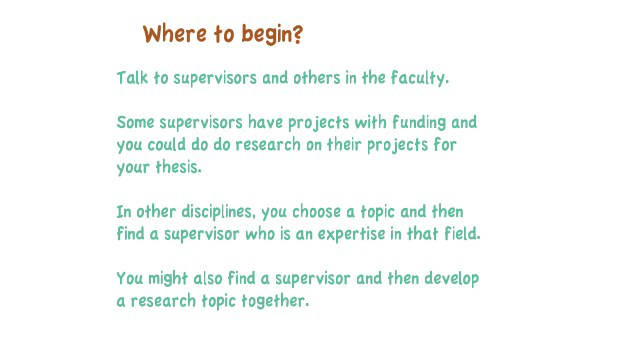 Where to begin?
Talk to supervisors and others in the faculty.
Some supervisors have projects with funding and
you could do do research on their projects for
your thesis.
In other disciplines, you choose a topic and then
find a supervisor who is an expertise in that field.
You might also find a supervisor and then develop
a research topic together.